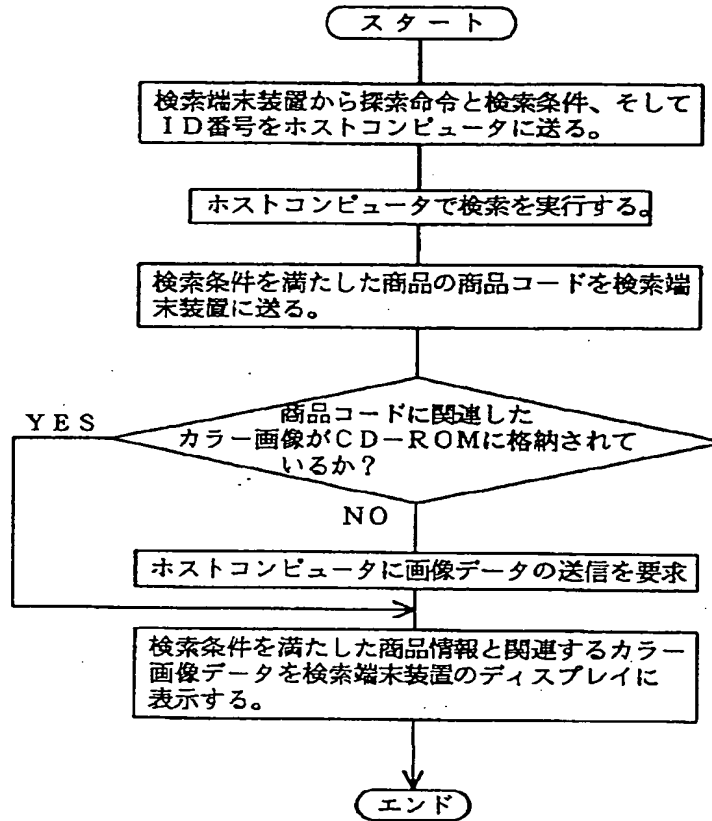 スタート
検索端末装置から探索命令と検索条件、そして
ＩＤ番号をホストコンピュータに送る。
ホストコンピュータで検索を実行する。
検索条件を満たした商品の商品コードを検索端
末装置に送る。
商品コードに関連した
カラー画像がＣＤ－ＲＯＭに格納されて
いるか？
ＹＥＳ
ＮＯ
ホストコンピュータに画像データの送信を要求
検索条件を満たした商品情報と関連するカラー
画像データを検索端末装置のディスプレイに
表示する。
エンド